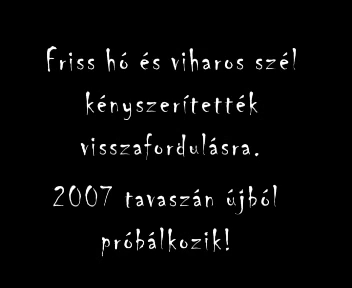 Friss hó és viharos szél
kényszerítették
visszafordulásra.
2007 tavaszán újból
próbálkozik!